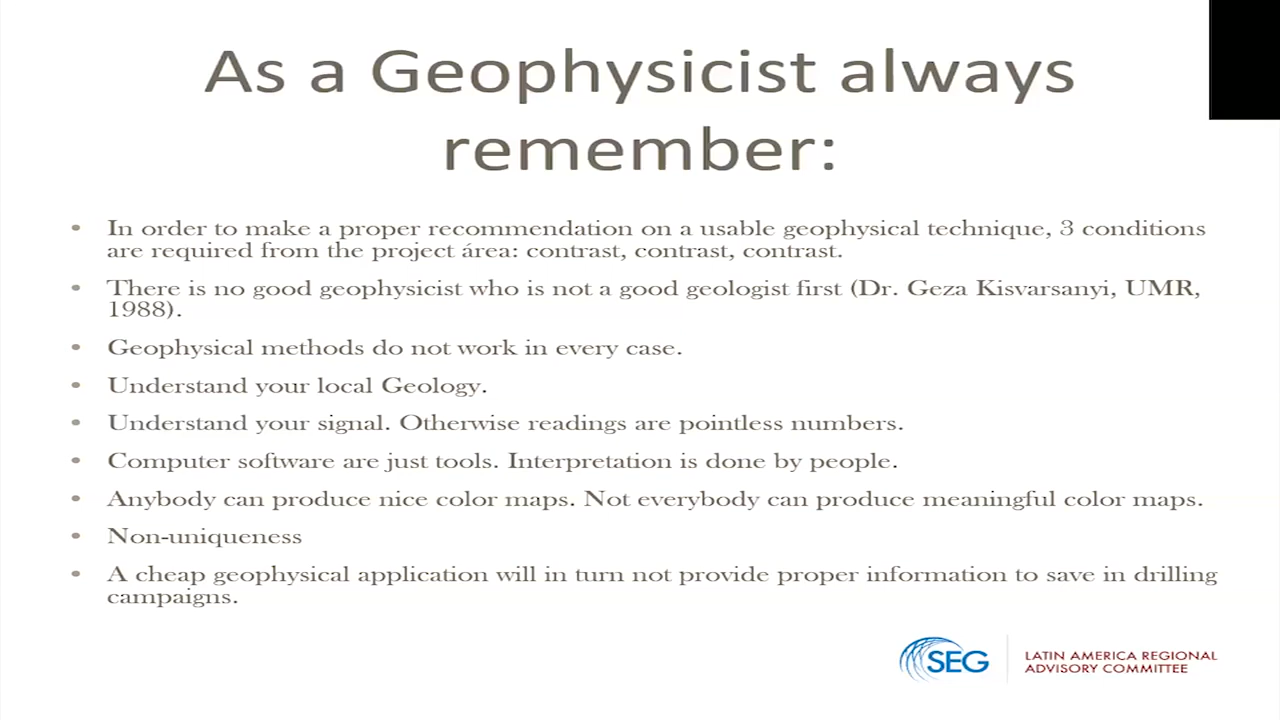 As a Geophysicist always
remember:
• In order to make a proper recommendation on a usable geophysical technique, 3 conditions
are required from the project área: contrast, contrast, contrast.
• There is no good geophysicist who is not a good geologist first (Dr. Geza Kisvarsanyi, UMR,
1988).
• Geophysical methods do not work in every case.
• Understand your local Geology.
• Understand your signal. Otherwise readings are pointless numbers.
• Computer software are just tools. Interpretation is done by people.
• Anybody can produce nice color maps. Not everybody can produce meaningful color maps.
• Non-uniqueness
• A cheap geophysical application will in turn not provide proper information to save in drilling
campaigns.
SEG
LATIN AMERICA REGIONAL
ADVISORY COMMITTEE